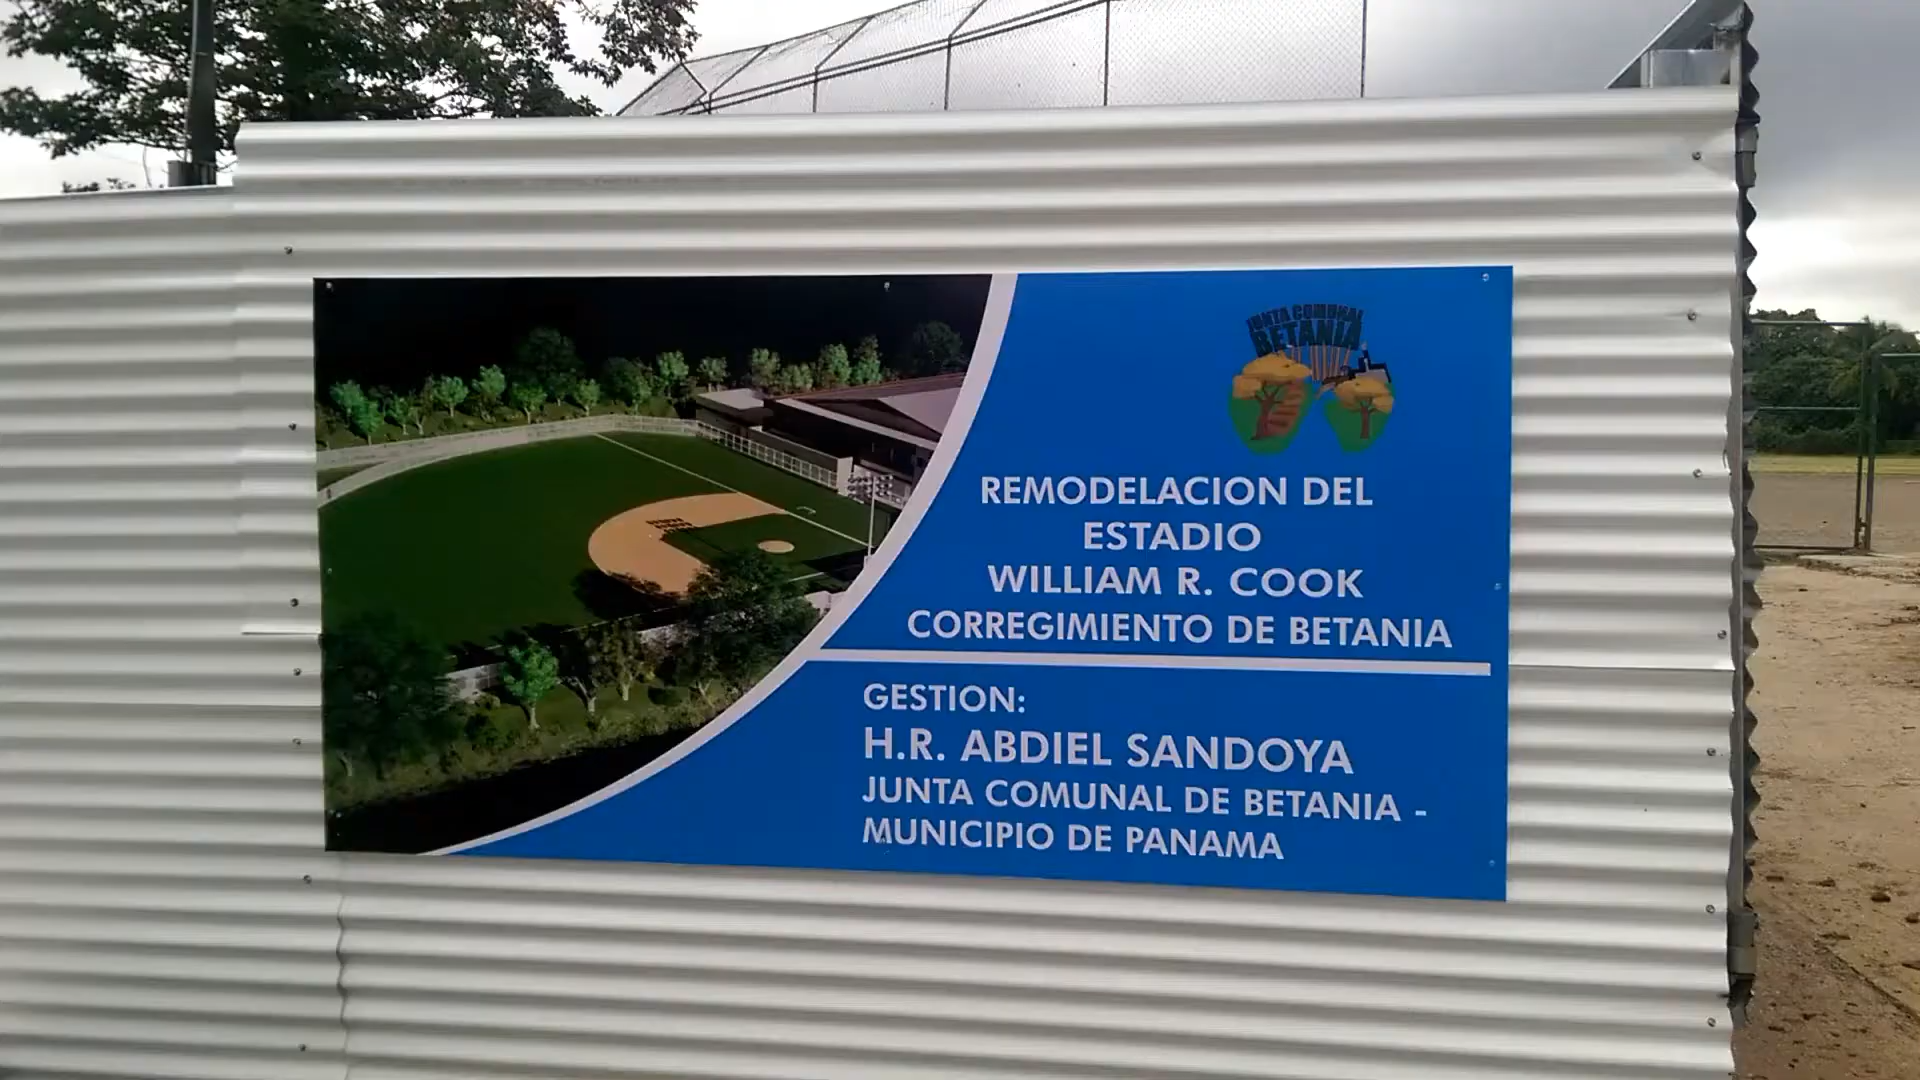 JUNTA COMUNAL
BETANIA
REMODELACION DEL
ESTADIO
WILLIAM R. COOK
CORREGIMIENTO DE BETANIA
GESTION:
H.R. ABDIEL SANDOYA
JUNTA COMUNAL DE BETANIA -
MUNICIPIO DE PANAMA